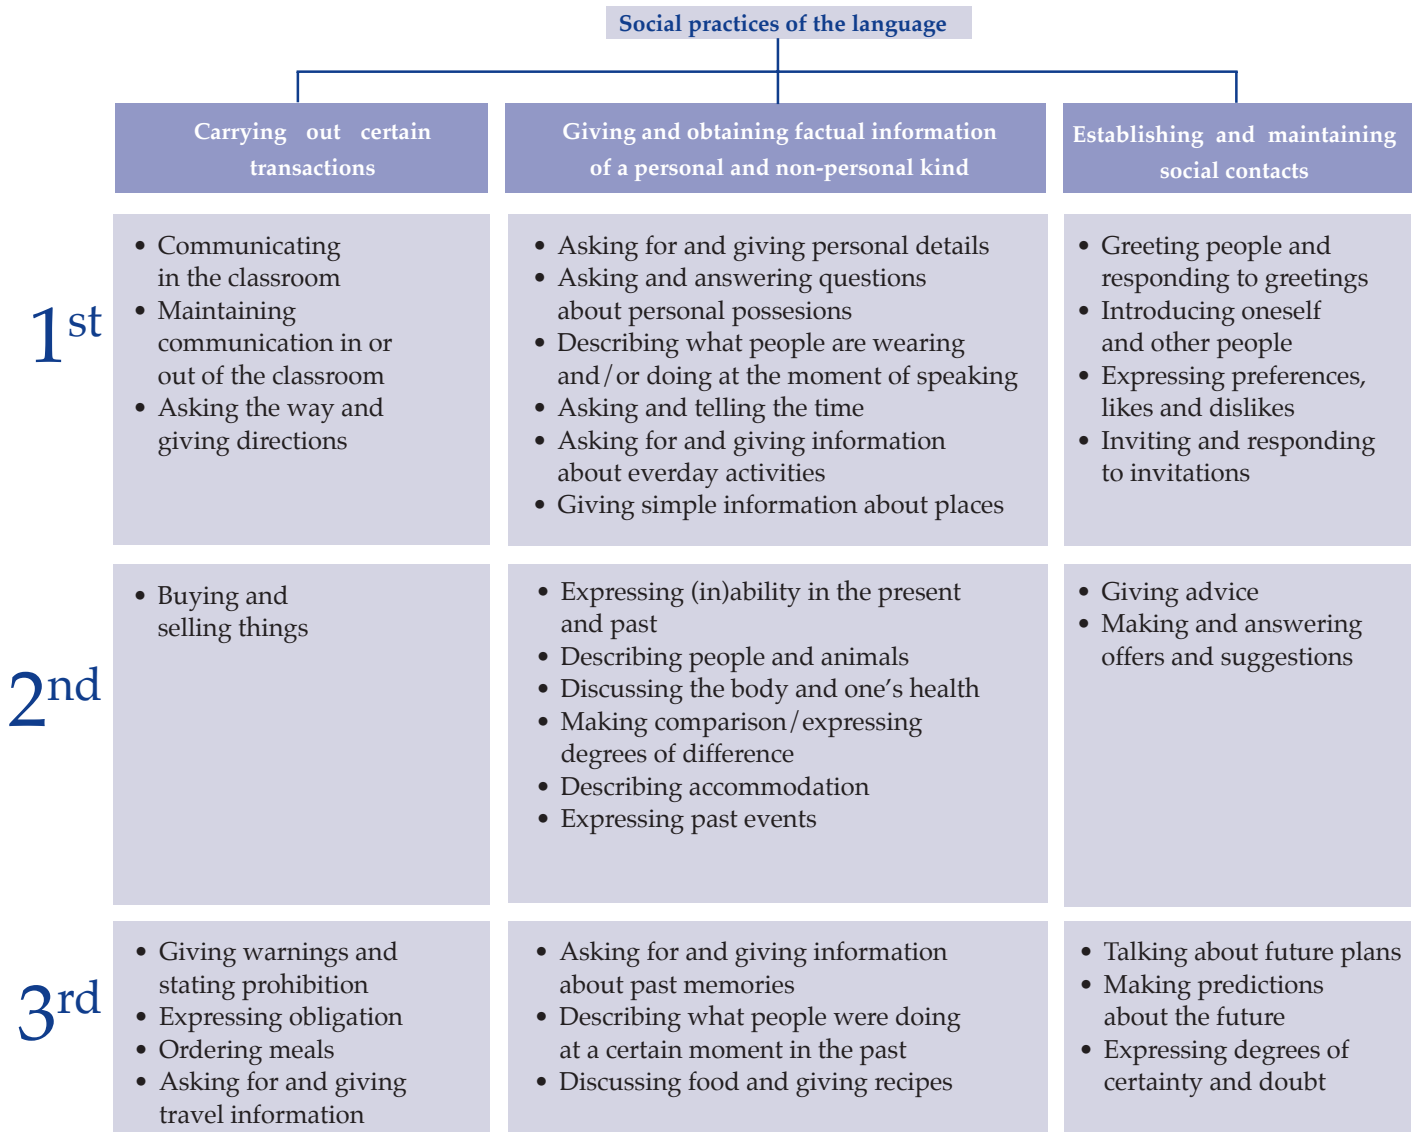 Social practices of the language
Carrying out certain
transactions
Giving and obtaining factual information
of a personal and non-personal kind
Establishing and maintaining
social contacts
1st
• Communicating
in the classroom
• Maintaining
communication in or
out of the classroom
• Asking the way and
giving directions
• Asking for and giving personal details
• Asking and answering questions
about personal possesions
• Describing what people are wearing
and/or doing at the moment of speaking
• Asking and telling the time
• Asking for and giving information
about everday activities
• Giving simple information about places
• Greeting people and
responding to greetings
• Introducing oneself
and other people
• Expressing preferences,
likes and dislikes
• Inviting and responding
to invitations
2nd
• Buying and
selling things
• Expressing (in)ability in the present
and past
• Describing people and animals
• Discussing the body and one's health
• Making comparison/expressing
degrees of difference
• Describing accommodation
• Expressing past events
• Giving advice
• Making and answering
offers and suggestions
3rd
• Giving warnings and
stating prohibition
• Expressing obligation
• Ordering meals
• Asking for and giving
travel information
• Asking for and giving information
about past memories
• Describing what people were doing
at a certain moment in the past
• Discussing food and giving recipes
• Talking about future plans
• Making predictions
about the future
• Expressing degrees of
certainty and doubt